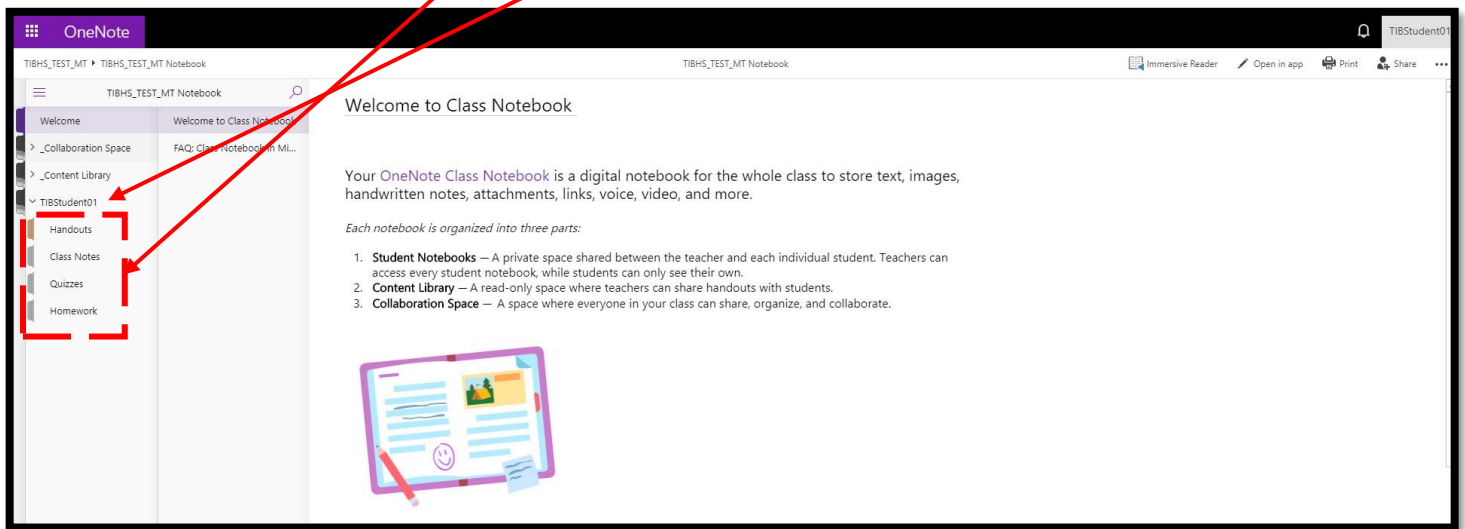 OneNote
TIBStudent01
TIBHS_TEST_MT ▸ TIBHS_TEST_MT Notebook
TIBHS_TEST_MT Notebook
Immersive Reader
Open in app
Print
Share
TIBHS_TEST_MT Notebook
Welcome
Welcome to Class Notebook
_Collaboration Space
FAQ: Class Notebook in Mi...
_Content Library
TIBStudent01
Handouts
Class Notes
Quizzes
Homework
Welcome to Class Notebook
Your OneNote Class Notebook is a digital notebook for the whole class to store text, images,
handwritten notes, attachments, links, voice, video, and more.
Each notebook is organized into three parts:
1. Student Notebooks — A private space shared between the teacher and each individual student. Teachers can
access every student notebook, while students can only see their own.
2. Content Library — A read-only space where teachers can share handouts with students.
3. Collaboration Space — A space where everyone in your class can share, organize, and collaborate.